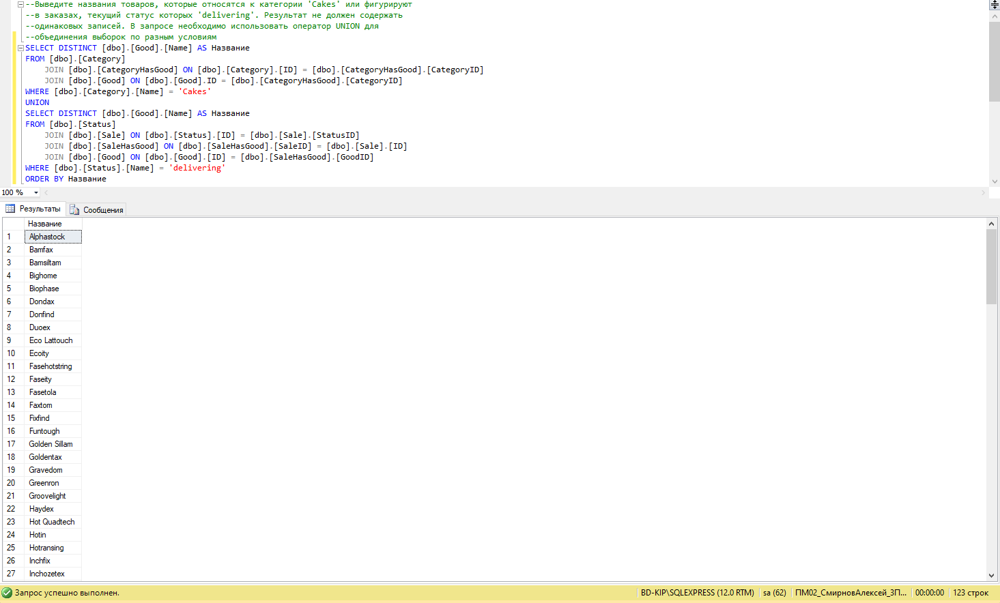 --Выведите названия товаров, которые относятся к категории 'Cakes' или фигурируют
--в заказах, текущий статус которых 'delivering'. Результат не должен содержать
--одинаковых записей. В запросе необходимо использовать оператор UNION для
--объединения выборок по разным условиям
SELECT DISTINCT [dbo].[Good].[Name] AS Название
FROM [dbo].[Category]
JOIN [dbo].[CategoryHasGood] ON [dbo].[Category].[ID] = [dbo].[CategoryHasGood].[CategoryID]
JOIN [dbo].[Good] ON [dbo].[Good].ID = [dbo].[CategoryHasGood].[CategoryID]
WHERE [dbo].[Category].[Name] = 'Cakes'
UNION
SELECT DISTINCT [dbo].[Good].[Name] AS Название
FROM [dbo].[Status]
JOIN [dbo].[Sale] ON [dbo].[Status].[ID] = [dbo].[Sale].[StatusID]
JOIN [dbo].[SaleHasGood] ON [dbo].[SaleHasGood].[SaleID] = [dbo].[Sale].[ID]
JOIN [dbo].[Good] ON [dbo].[Good].[ID] = [dbo].[SaleHasGood].[GoodID]
WHERE [dbo].[Status].[Name] = 'delivering'
ORDER BY Название
100 %
Результаты Сообщения
Название
1 Alphastock
2 Bamfax
3 Bamsiltam
4 Bighome
5 Biophase
6 Dondax
7 Donfind
8 Duoex
9 Eco Lattouch
10 Ecoity
11 Fasehotstring
12 Faseity
13 Fasetola
14 Faxtom
15 Fixfind
16 Funtough
17 Golden Sillam
18 Goldentax
19 Gravedom
20 Greenron
21 Groovelight
22 Haydex
23 Hot Quadtech
24 Hotin
25 Hotransing
26 Inchfix
27 Inchozetex
Запрос успешно выполнен. BD-KIP\SQLEXPRESS (12.0 RTM) sa (62) ПМ02_СмирновАлексей_3П... 00:00:00 123 строк